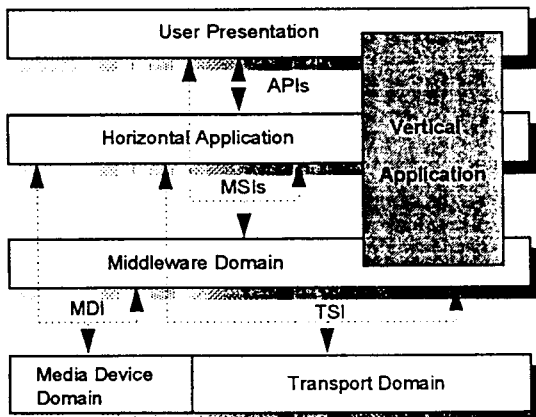 User Presentation
APIs
Horizontal Application
Vertical
Application
MSIs
Middleware Domain
MDI
TSI
Media Device
Domain
Transport Domain